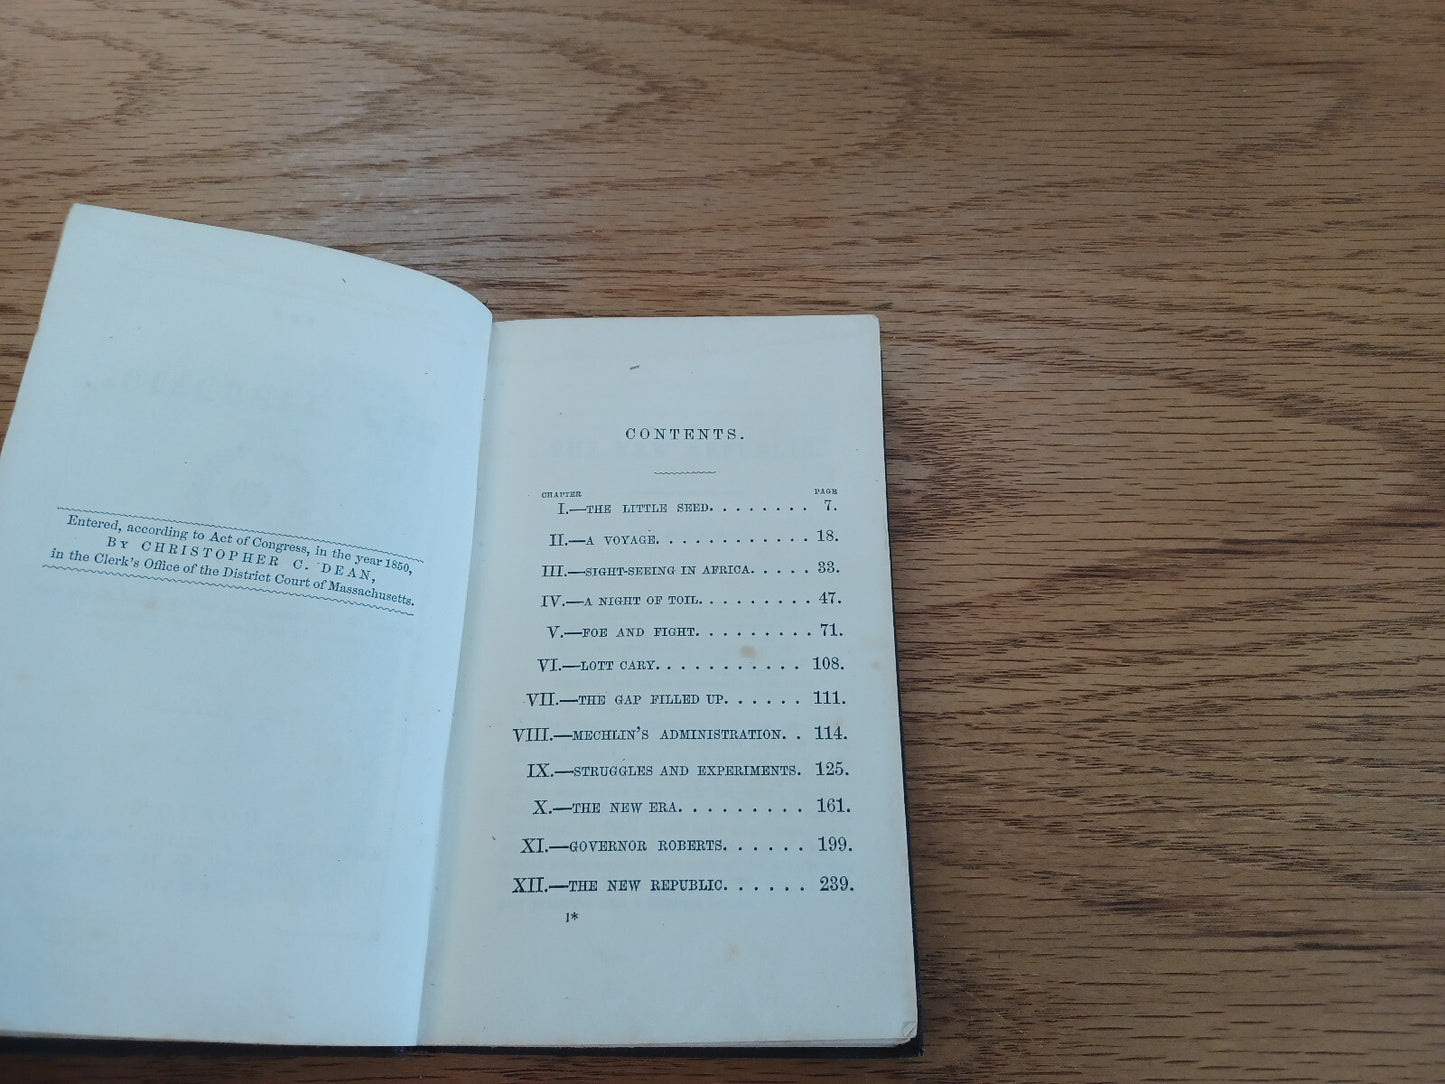 Entered, according to Act of Congress, in the year 1850,
BY CHRISTOPHER C. DEAN,
in the Clerk's Office of the District Court of Massachusetts.
CONTENTS.
CHAPTER PAGE
I.—THE LITTLE SEED. . . . . . . . 7.
II.—A VOYAGE. . . . . . . . . . . . 18.
III.—SIGHT-SEEING IN AFRICA. . . . . 33.
IV.—A NIGHT OF TOIL. . . . . . . . . 47.
V.—FOE AND FIGHT. . . . . . . . . 71.
VI.—LOTT CARY. . . . . . . . . . . 108.
VII.—THE GAP FILLED UP. . . . . . 111.
VIII.—MECHLIN'S ADMINISTRATION. . 114.
IX.—STRUGGLES AND EXPERIMENTS. 125.
X.—THE NEW ERA. . . . . . . . . 161.
XI.—GOVERNOR ROBERTS. . . . . . 199.
XII.—THE NEW REPUBLIC. . . . . . 239.
1*